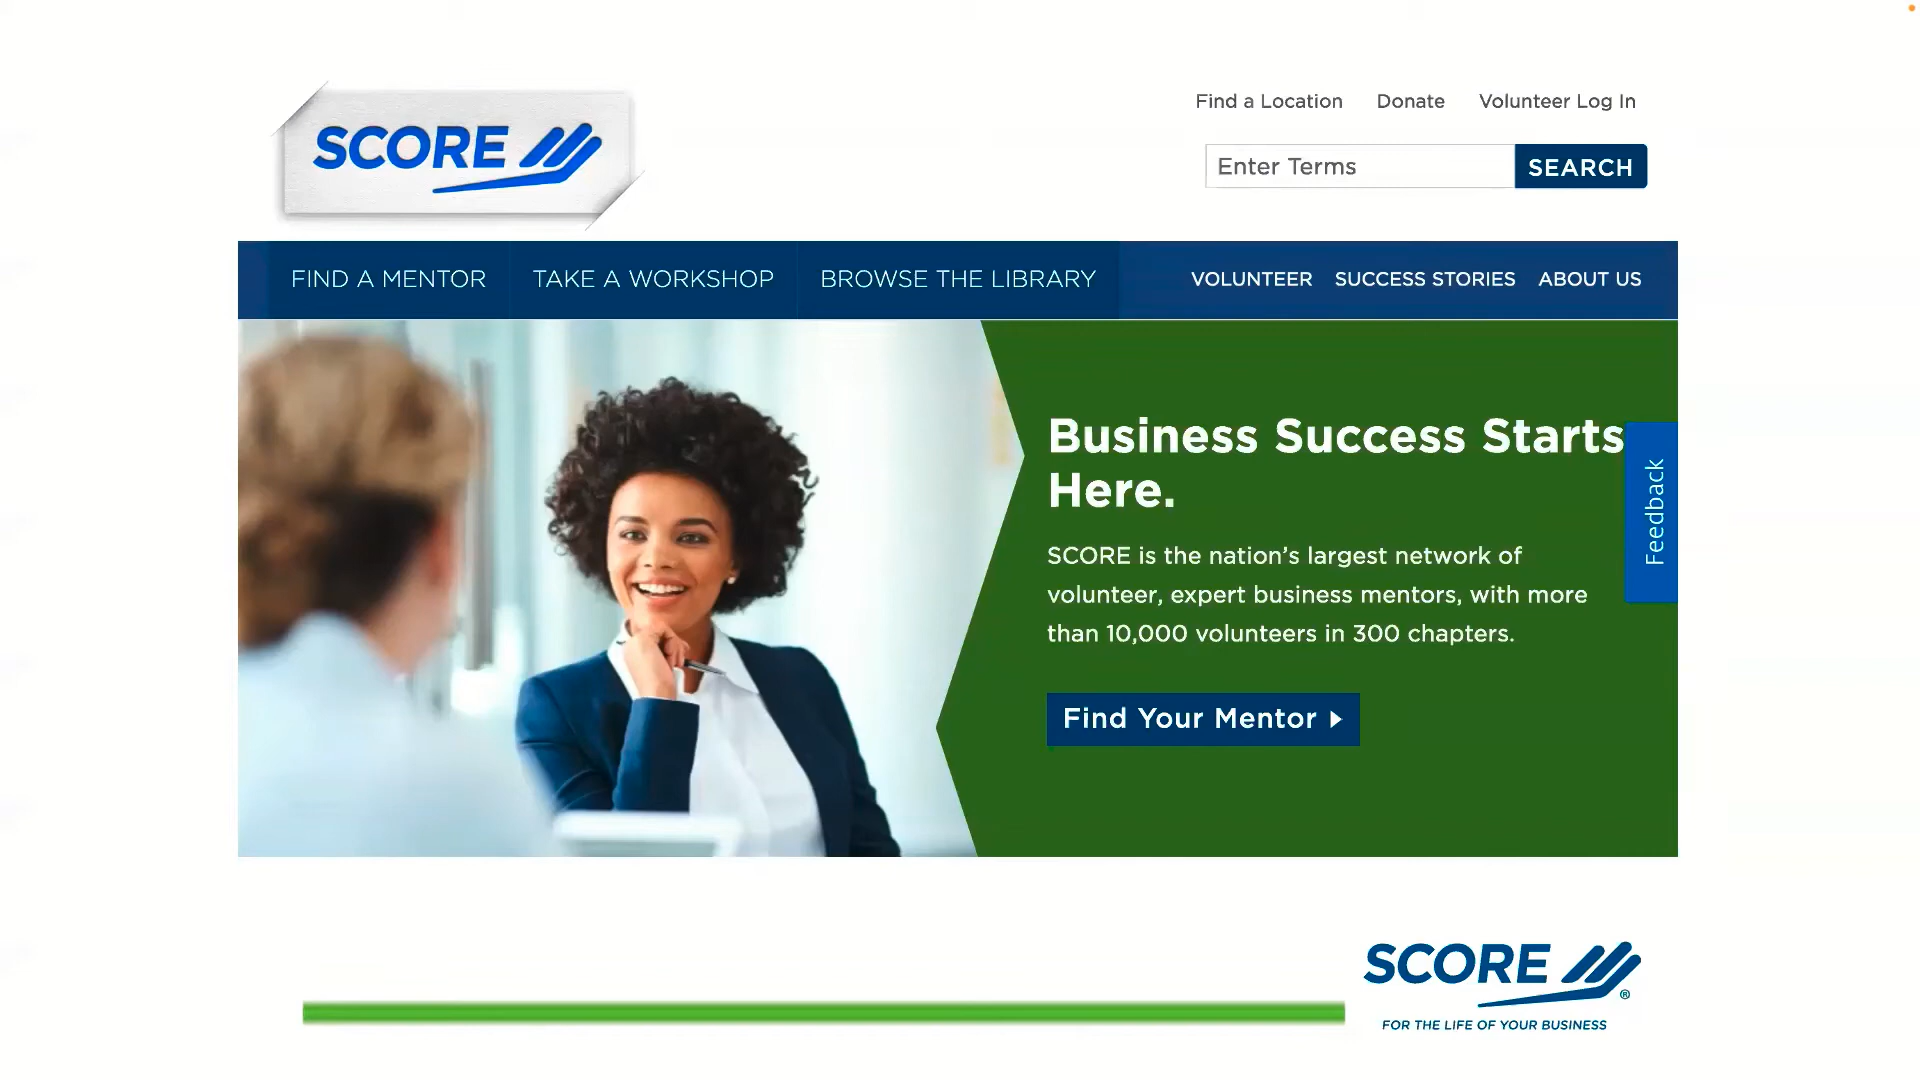 SCORE
Find a Location Donate Volunteer Log In
Enter Terms SEARCH
FIND A MENTOR TAKE A WORKSHOP BROWSE THE LIBRARY VOLUNTEER SUCCESS STORIES ABOUT US
Business Success Starts
Here.
SCORE is the nation's largest network of
volunteer, expert business mentors, with more
than 10,000 volunteers in 300 chapters.
Find Your Mentor
Feedback
SCORE ®
FOR THE LIFE OF YOUR BUSINESS